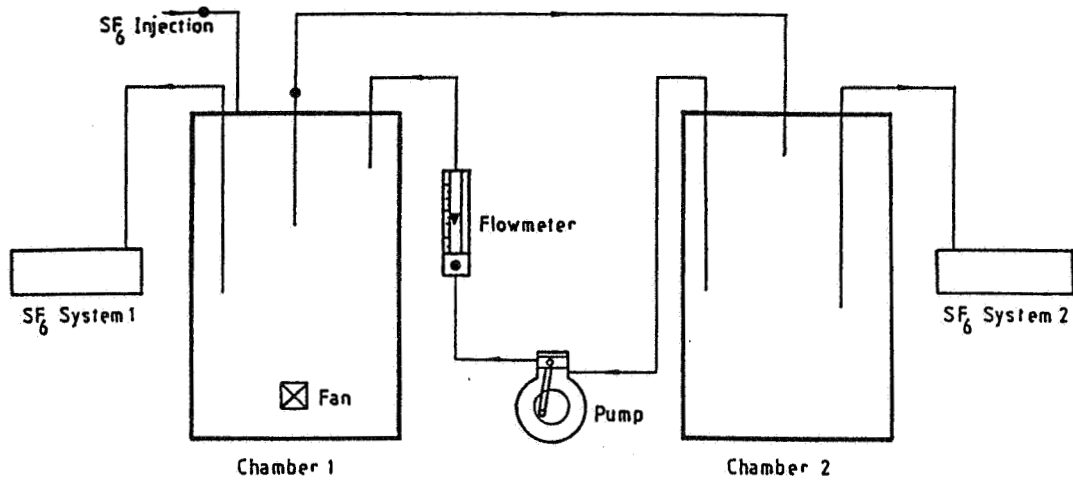 SF6 Injection
Flowmeter
SF6 System 1
SF6 System 2
Fan
Pump
Chamber 1
Chamber 2